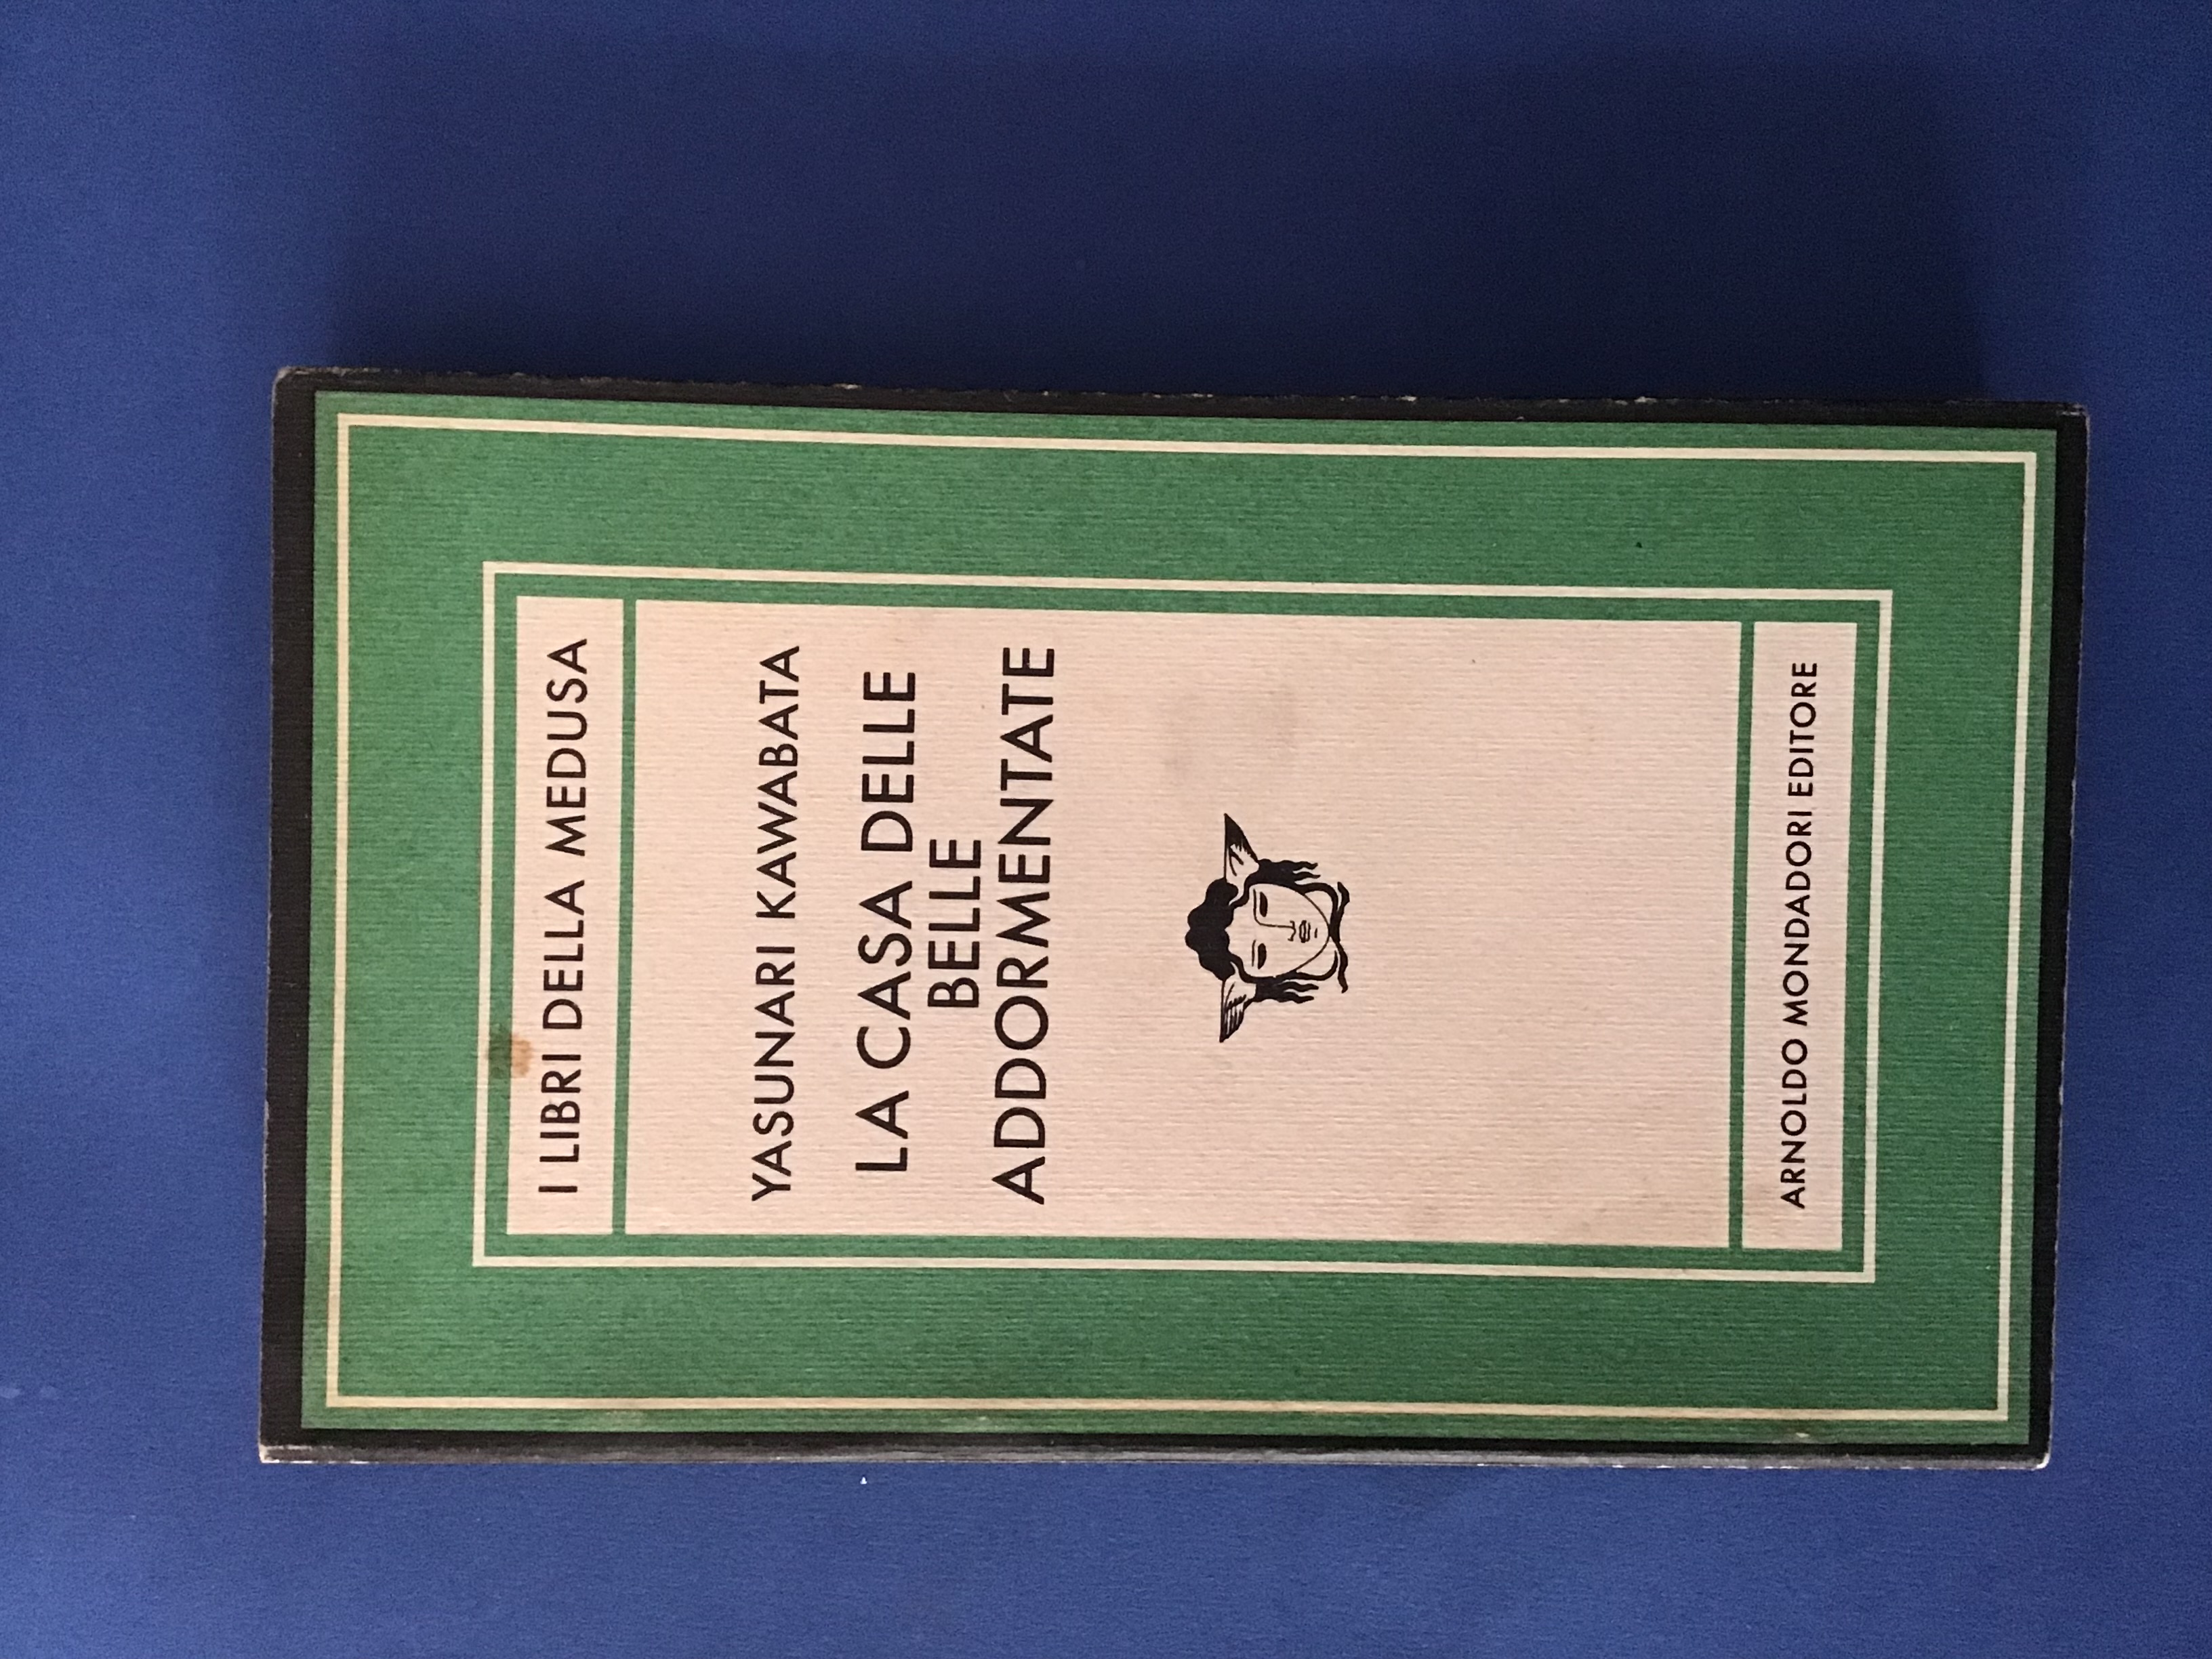 I LIBRI DELLA MEDUSA
YASUNARI KAWABATA
LA CASA DELLE
BELLE
ADDORMENTATE
ARNOLDO MONDADORI EDITORE